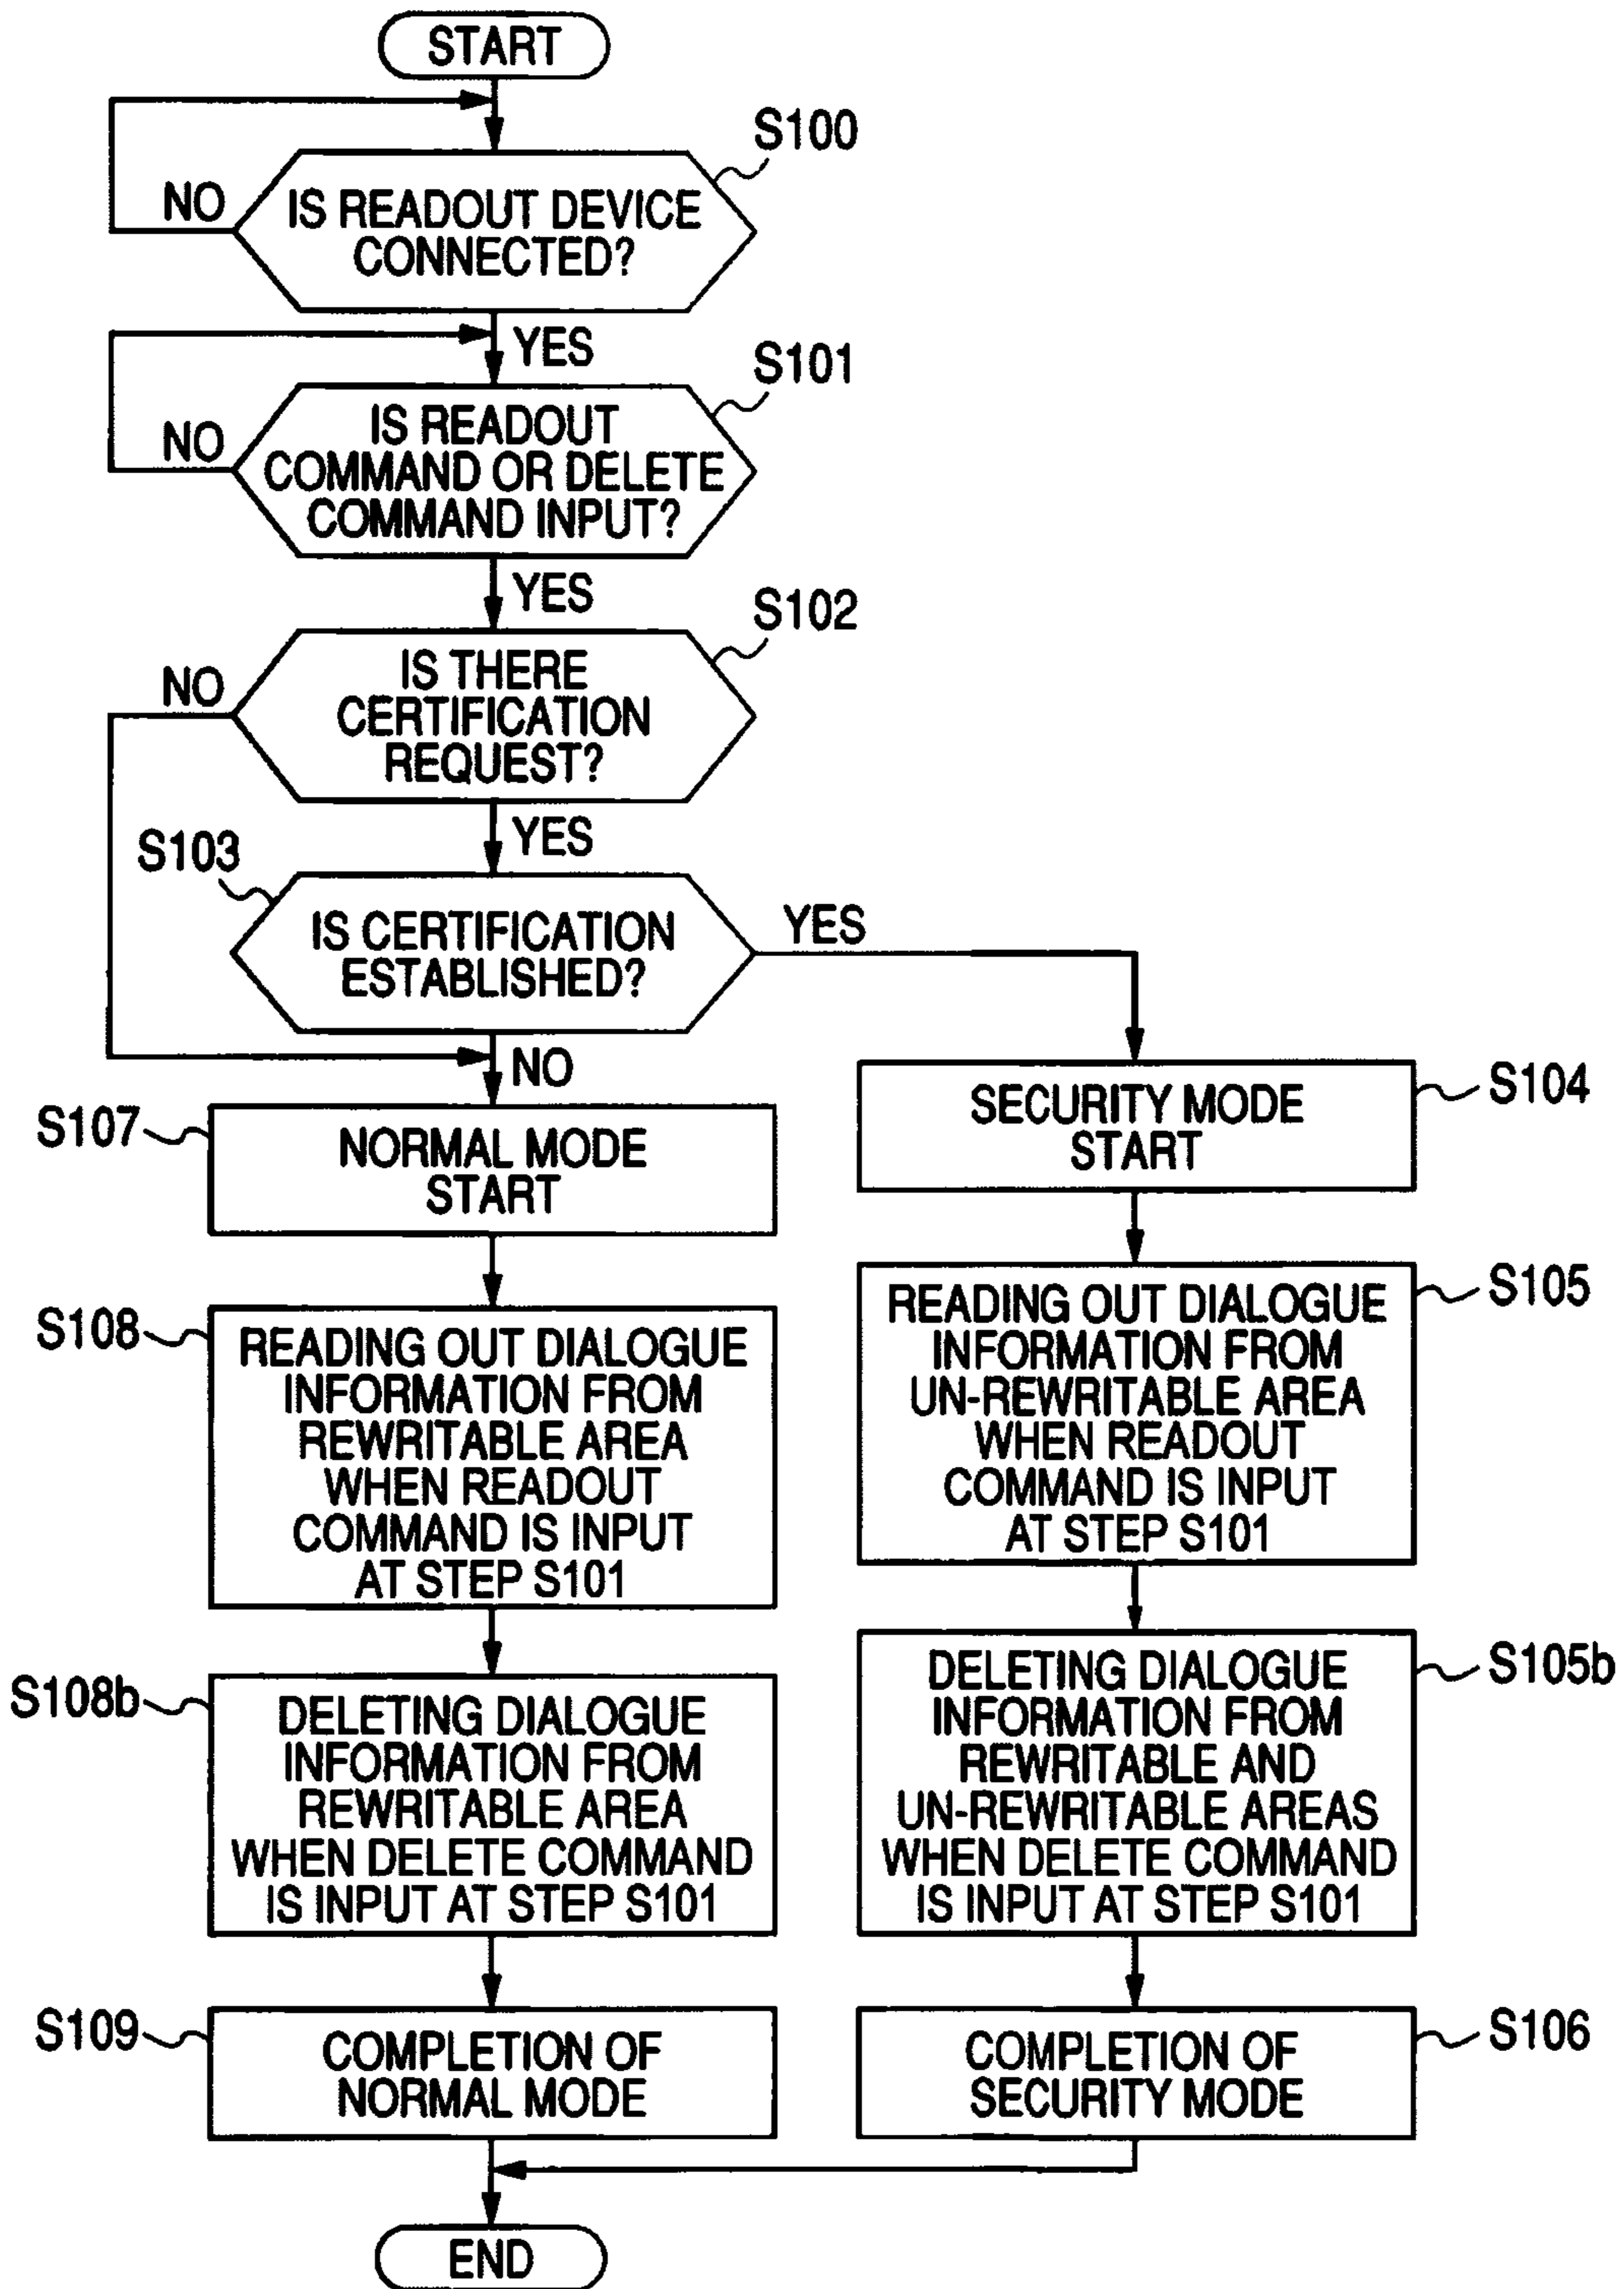 START
S100
NO
IS READOUT DEVICE
CONNECTED?
YES
S101
NO
IS READOUT
COMMAND OR DELETE
COMMAND INPUT?
YES
S102
NO
IS THERE
CERTIFICATION
REQUEST?
YES
S103
IS CERTIFICATION
ESTABLISHED?
YES
NO
S107
NORMAL MODE
START
S104
SECURITY MODE
START
S108
READING OUT DIALOGUE
INFORMATION FROM
REWRITABLE AREA
WHEN READOUT
COMMAND IS INPUT
AT STEP S101
S105
READING OUT DIALOGUE
INFORMATION FROM
UN-REWRITABLE AREA
WHEN READOUT
COMMAND IS INPUT
AT STEP S101
S108b
DELETING DIALOGUE
INFORMATION FROM
REWRITABLE AREA
WHEN DELETE COMMAND
IS INPUT AT STEP S101
S105b
DELETING DIALOGUE
INFORMATION FROM
REWRITABLE AND
UN-REWRITABLE AREAS
WHEN DELETE COMMAND
IS INPUT AT STEP S101
S109
COMPLETION OF
NORMAL MODE
S106
COMPLETION OF
SECURITY MODE
END